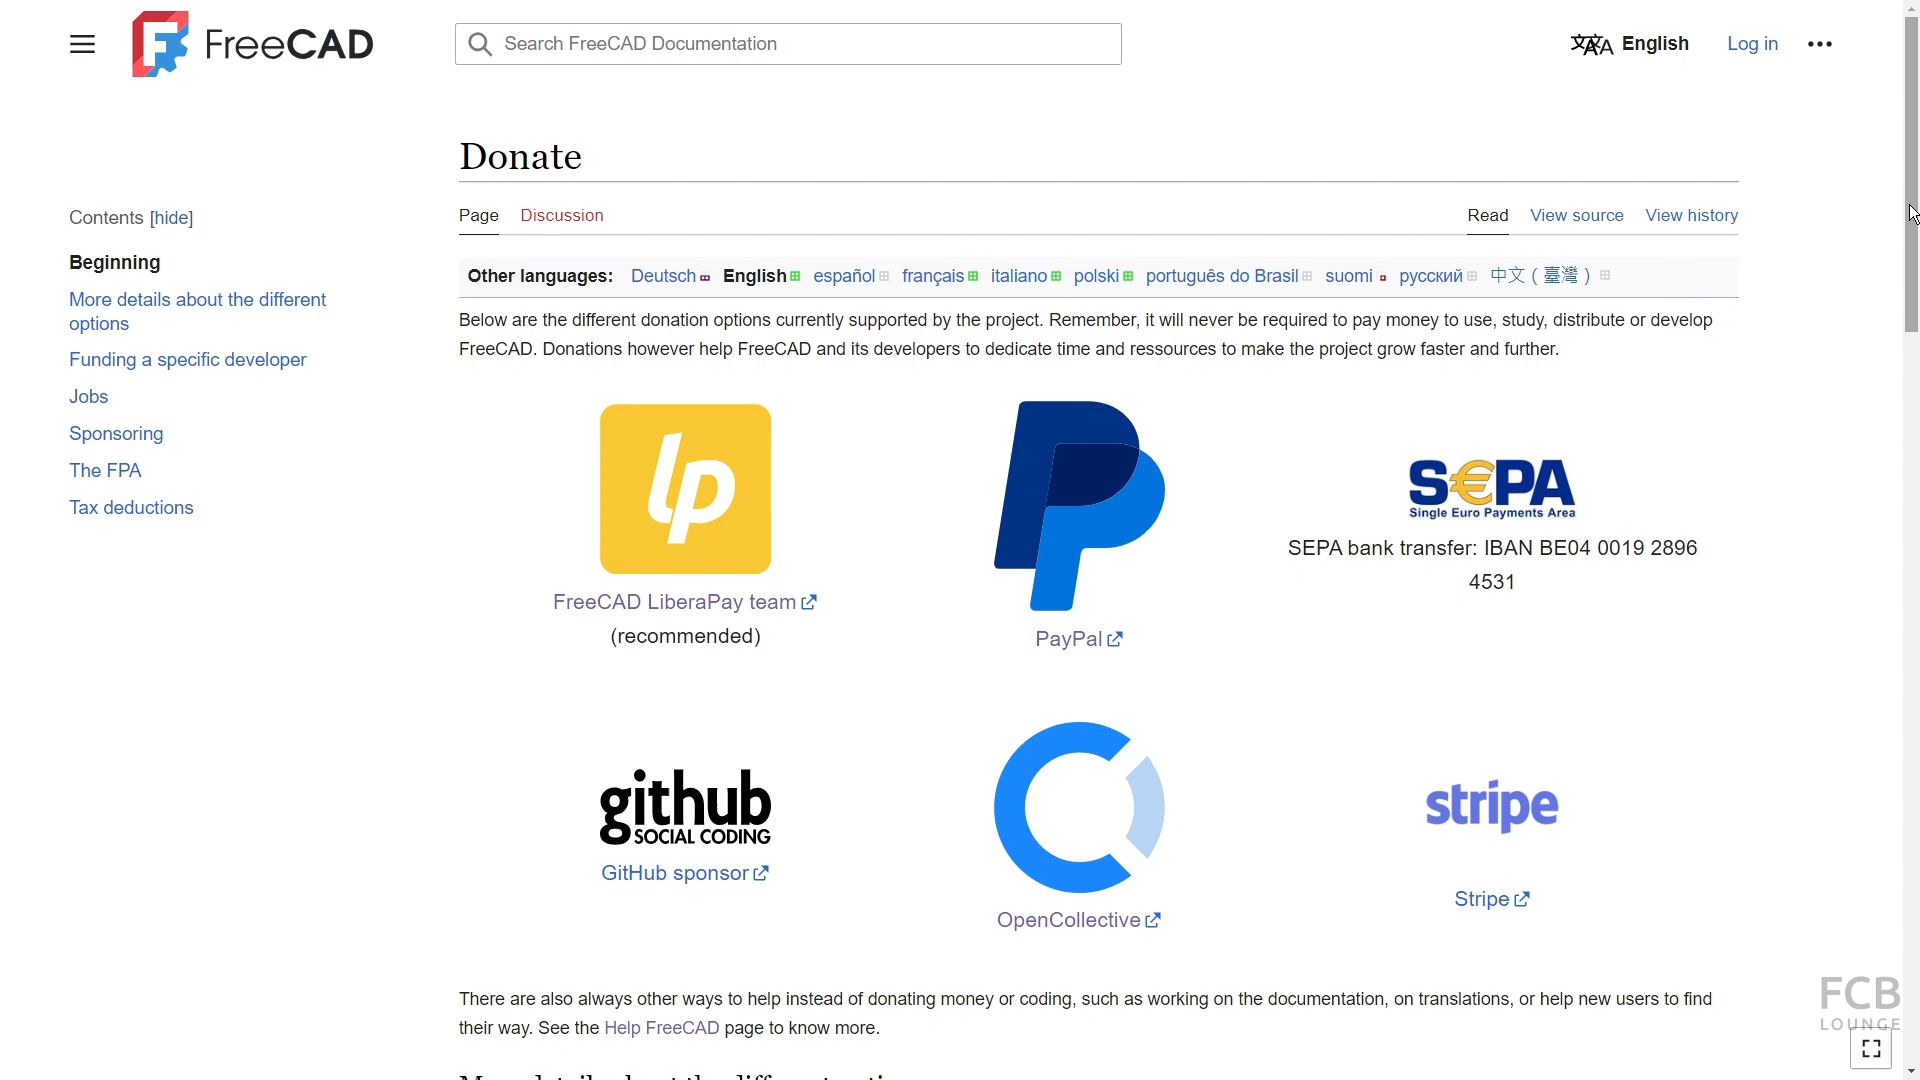 FreeCAD
Search FreeCAD Documentation
English
Log in
Donate
Contents [hide]
Page Discussion
Read View source View history
Beginning
Other languages: Deutsch English español français italiano polski português do Brasil suomi русский 中文（臺灣）
More details about the different
options
Below are the different donation options currently supported by the project. Remember, it will never be required to pay money to use, study, distribute or develop
FreeCAD. Donations however help FreeCAD and its developers to dedicate time and ressources to make the project grow faster and further.
Funding a specific developer
Jobs
Sponsoring
The FPA
Tax deductions
lp
FreeCAD LiberaPay team
(recommended)
PayPal
S€PA
Single Euro Payments Area
SEPA bank transfer: IBAN BE04 0019 2896
4531
github
SOCIAL CODING
GitHub sponsor
OpenCollective
stripe
Stripe
There are also always other ways to help instead of donating money or coding, such as working on the documentation, on translations, or help new users to find
their way. See the Help FreeCAD page to know more.
FCB
LOUNGE